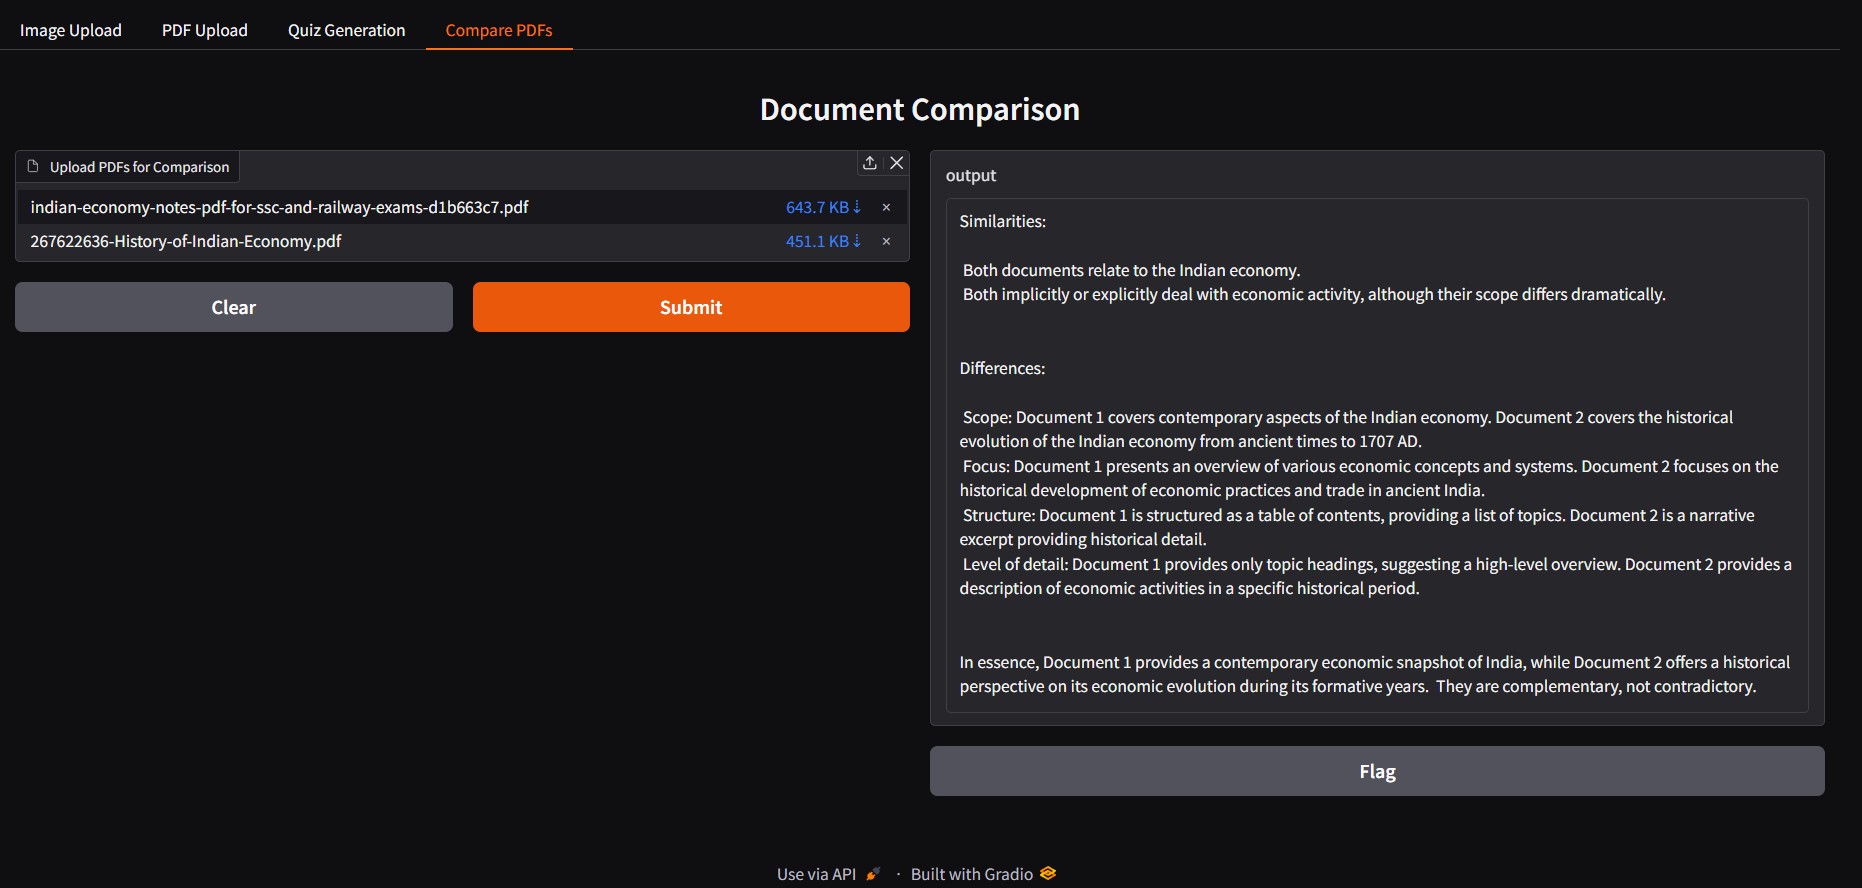 Image Upload PDF Upload Quiz Generation Compare PDFs
Document Comparison
Upload PDFs for Comparison
indian-economy-notes-pdf-for-ssc-and-railway-exams-d1b663c7.pdf 643.7 KB ⇣ ×
267622636-History-of-Indian-Economy.pdf 451.1 KB ⇣ ×
Clear Submit
output
Similarities:
Both documents relate to the Indian economy.
Both implicitly or explicitly deal with economic activity, although their scope differs dramatically.
Differences:
Scope: Document 1 covers contemporary aspects of the Indian economy. Document 2 covers the historical
evolution of the Indian economy from ancient times to 1707 AD.
Focus: Document 1 presents an overview of various economic concepts and systems. Document 2 focuses on the
historical development of economic practices and trade in ancient India.
Structure: Document 1 is structured as a table of contents, providing a list of topics. Document 2 is a narrative
excerpt providing historical detail.
Level of detail: Document 1 provides only topic headings, suggesting a high-level overview. Document 2 provides a
description of economic activities in a specific historical period.
In essence, Document 1 provides a contemporary economic snapshot of India, while Document 2 offers a historical
perspective on its economic evolution during its formative years. They are complementary, not contradictory.
Flag
Use via API · Built with Gradio